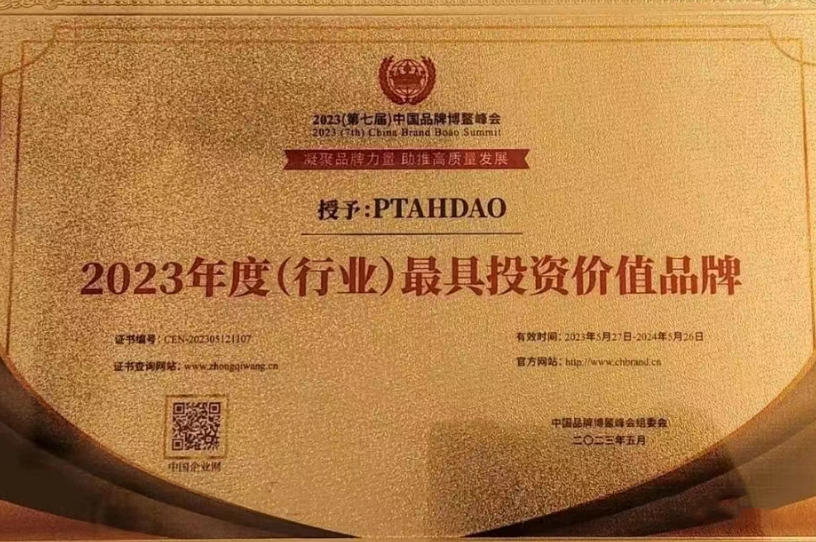 2023(第七届)中国品牌博鳌峰会
2023 (7th) China Brand Boao Summit
凝聚品牌力量 助推高质量发展
授予:PTAHDAO
2023年度(行业)最具投资价值品牌
证书编号: CEN-202305121107
有效时间: 2023年5月27日-2024年5月26日
证书查询网站: www.zhongqiwang.cn
官方网站: http://www.chbrand.cn
中国企业网
中国品牌博鳌峰会组委会
二〇二三年五月